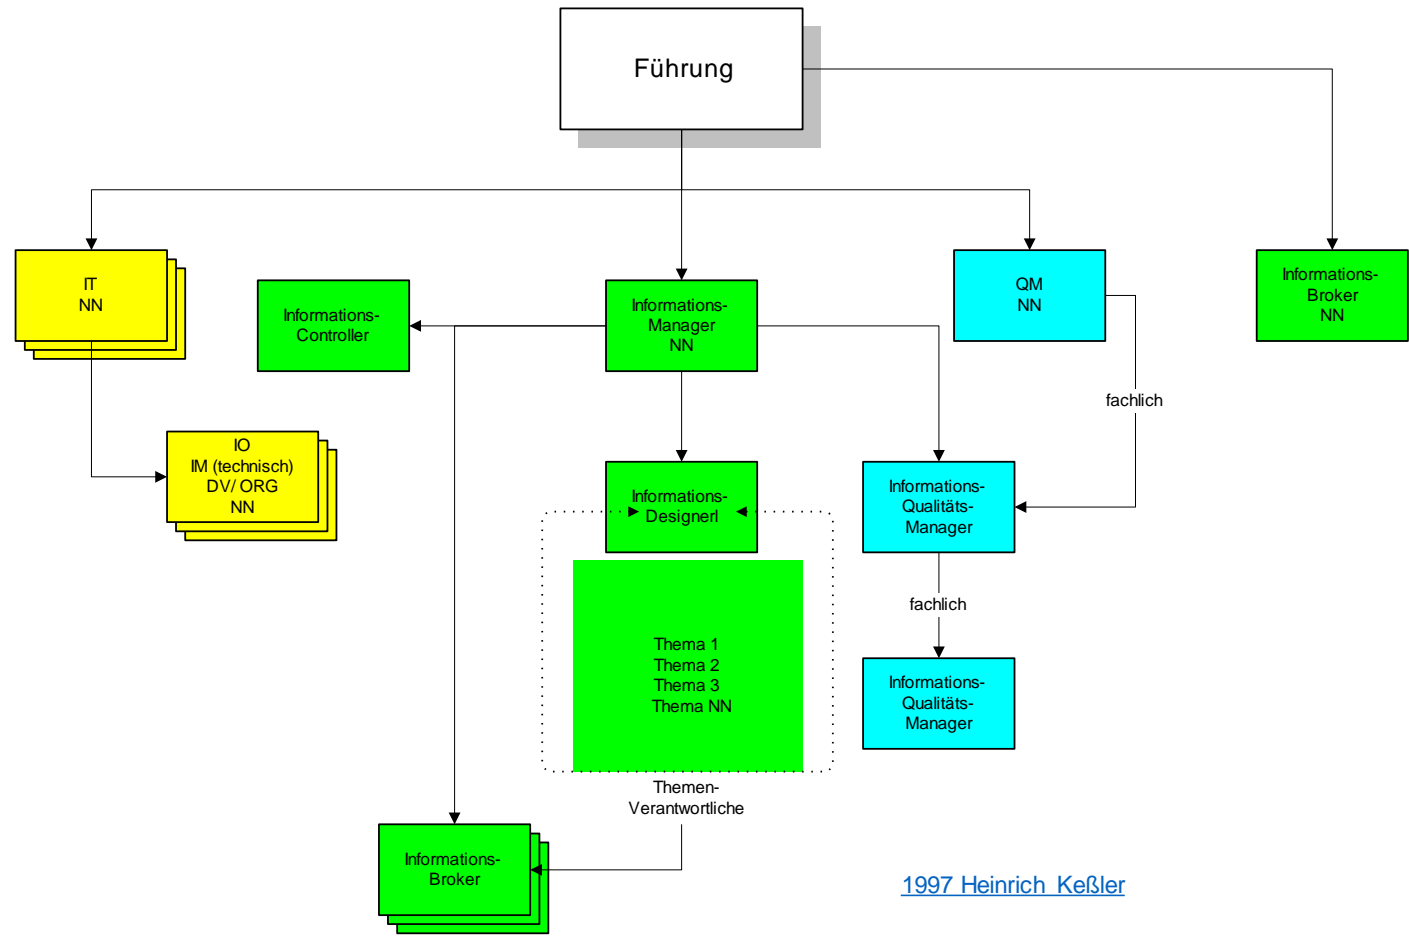 Führung
IT
NN
Informations-
Controller
Informations-
Manager
NN
QM
NN
Informations-
Broker
NN
fachlich
IO
IM (technisch)
DV/ ORG
NN
Informations-
Designerl
Informations-
Qualitäts-
Manager
fachlich
Thema 1
Thema 2
Thema 3
Thema NN
Informations-
Qualitäts-
Manager
Themen-
Verantwortliche
Informations-
Broker
1997 Heinrich Keßler